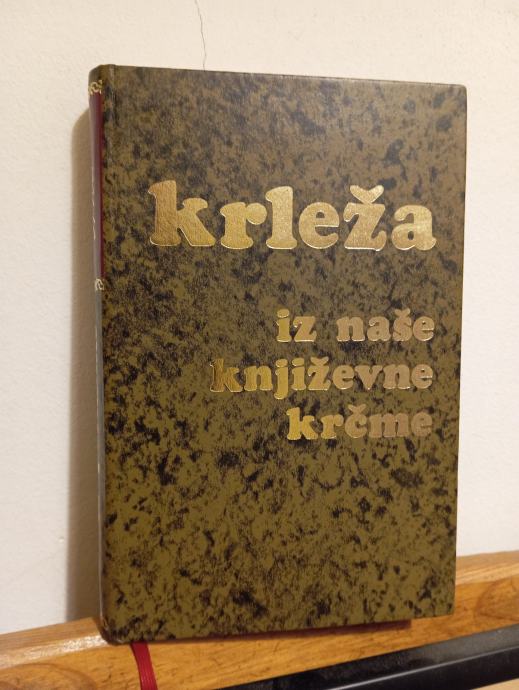 krleža
iz naše
književne
krčme